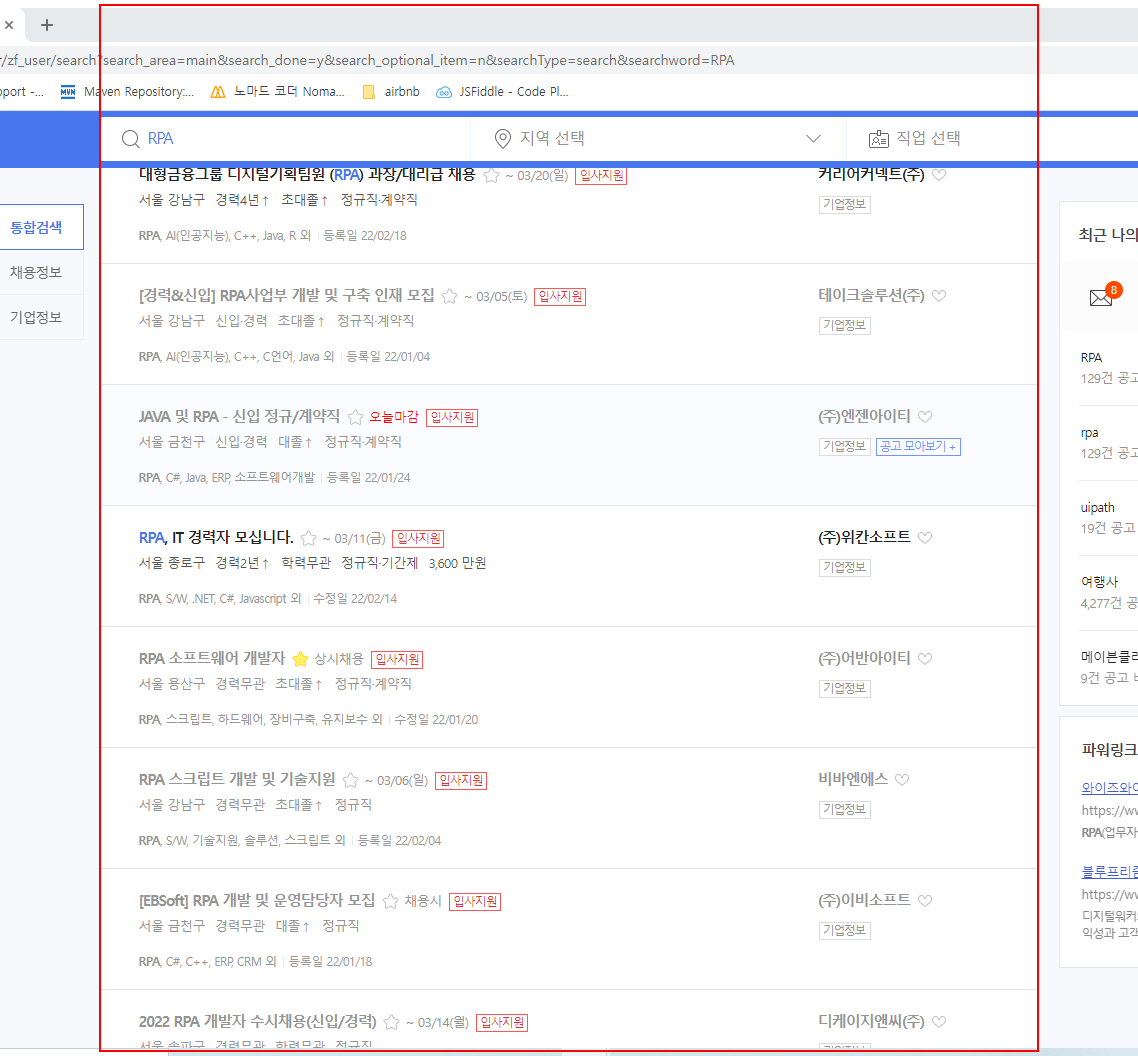 /zf_user/search?search_area=main&search_done=y&search_optional_item=n&searchType=search&searchword=RPA
pport -... Maven Repository:... 노마드 코더 Noma... airbnb JSFiddle - Code Pl...
RPA 지역 선택 직업 선택
통합검색
채용정보
기업정보
대형금융그룹 디지털기획팀원 (RPA) 과장/대리급 채용 ~ 03/20(일) 입사지원 커리어커넥트(주)
서울 강남구 경력4년↑ 초대졸↑ 정규직·계약직 기업정보
RPA, AI(인공지능), C++, Java, R 외 등록일 22/02/18
[경력&신입] RPA사업부 개발 및 구축 인재 모집 ~ 03/05(토) 입사지원 테이크솔루션(주)
서울 강남구 신입·경력 초대졸↑ 정규직·계약직 기업정보
RPA, AI(인공지능), C++, C언어, Java 외 등록일 22/01/04
JAVA 및 RPA - 신입 정규/계약직 오늘마감 입사지원 (주)엔젠아이티
서울 금천구 신입·경력 대졸↑ 정규직·계약직 기업정보 공고 모아보기 +
RPA, C#, Java, ERP, 소프트웨어개발 등록일 22/01/24
RPA, IT 경력자 모십니다. ~ 03/11(금) 입사지원 (주)위칸소프트
서울 종로구 경력2년↑ 학력무관 정규직·기간제 3,600 만원 기업정보
RPA, S/W, .NET, C#, Javascript 외 수정일 22/02/14
RPA 소프트웨어 개발자 상시채용 입사지원 (주)어반아이티
서울 용산구 경력무관 초대졸↑ 정규직·계약직 기업정보
RPA, 스크립트, 하드웨어, 장비구축, 유지보수 외 수정일 22/01/20
RPA 스크립트 개발 및 기술지원 ~ 03/06(일) 입사지원 비바엔에스
서울 강남구 경력무관 초대졸↑ 정규직 기업정보
RPA, S/W, 기술지원, 솔루션, 스크립트 외 등록일 22/02/04
[EBSoft] RPA 개발 및 운영담당자 모집 채용시 입사지원 (주)이비소프트
서울 금천구 경력무관 대졸↑ 정규직 기업정보
RPA, C#, C++, ERP, CRM 외 등록일 22/01/18
2022 RPA 개발자 수시채용(신입/경력) ~ 03/14(월) 입사지원 디케이지앤씨(주)
서울 송파구 경력무관 학력무관 정규직 기업정보
최근 나의
8
RPA
129건 공고
rpa
129건 공고
uipath
19건 공고
여행사
4,277건 공
메이븐클라
9건 공고 ㅂ
파워링크
와이즈와이
https://ww
RPA(업무자
블루프리즘
https://ww
디지털워커
익성과 고객